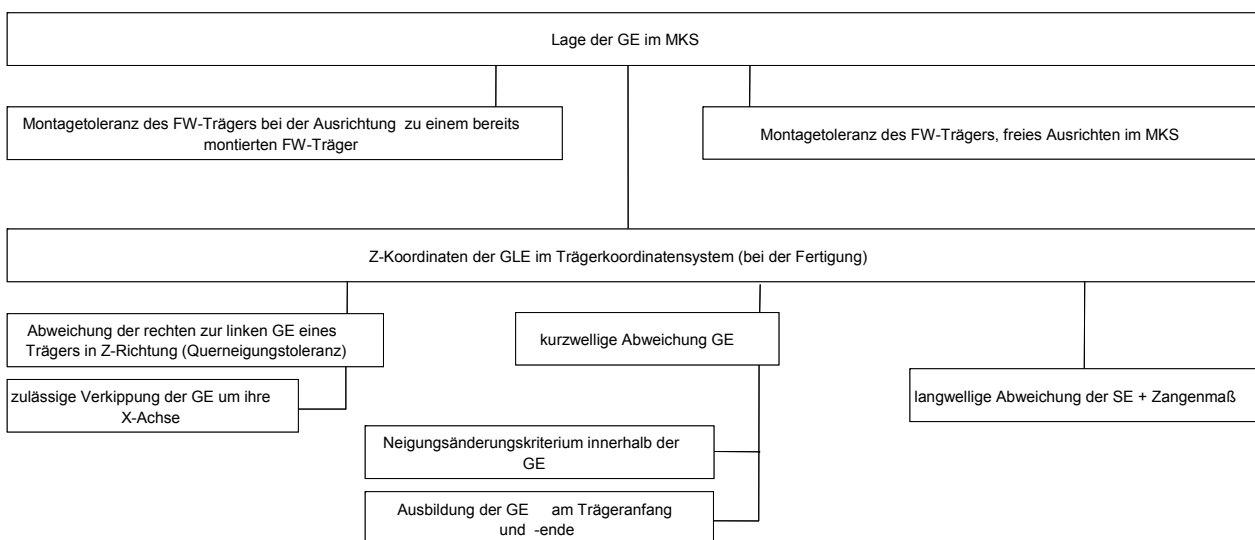 Lage der GE im MKS
Montagetoleranz des FW-Trägers bei der Ausrichtung zu einem bereits
montierten FW-Träger
Montagetoleranz des FW-Trägers, freies Ausrichten im MKS
Z-Koordinaten der GLE im Trägerkoordinatensystem (bei der Fertigung)
Abweichung der rechten zur linken GE eines
Trägers in Z-Richtung (Querneigungstoleranz)
kurzwellige Abweichung GE
zulässige Verkippung der GE um ihre
X-Achse
langwellige Abweichung der SE + Zangenmaß
Neigungsänderungskriterium innerhalb der
GE
Ausbildung der GE am Trägeranfang
und -ende